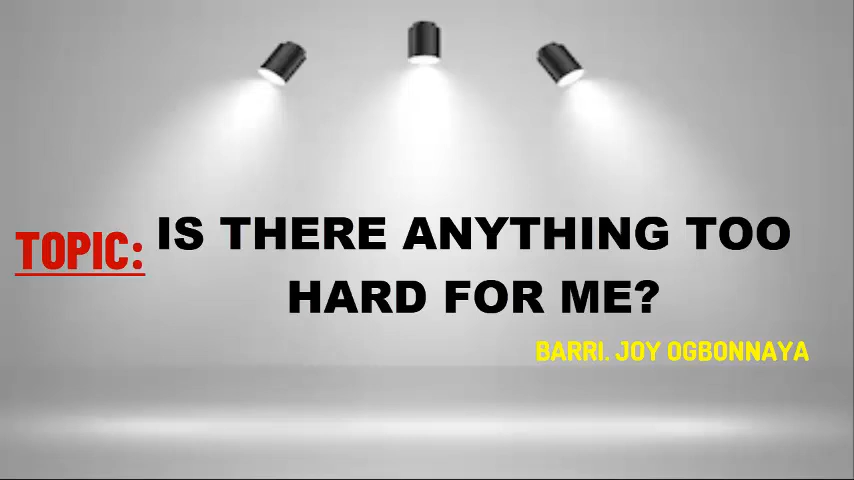 TOPIC: IS THERE ANYTHING TOO
HARD FOR ME?
BARRI. JOY OGBONNAYA